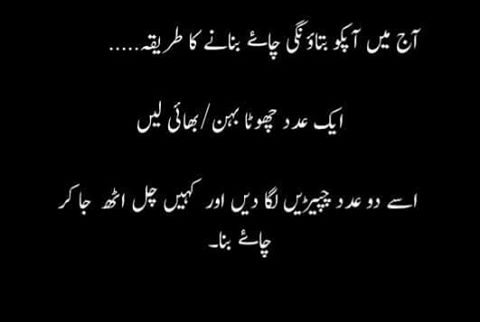 آج میں آپکو بتاؤنگی چائے بنانے کا طریقہ.....
ایک عدد چھوٹا بہن/بھائی لیں
اسے دو عدد چپیڑیں لگا دیں اور کہیں چل اٹھ جا کر
چائے بنا۔